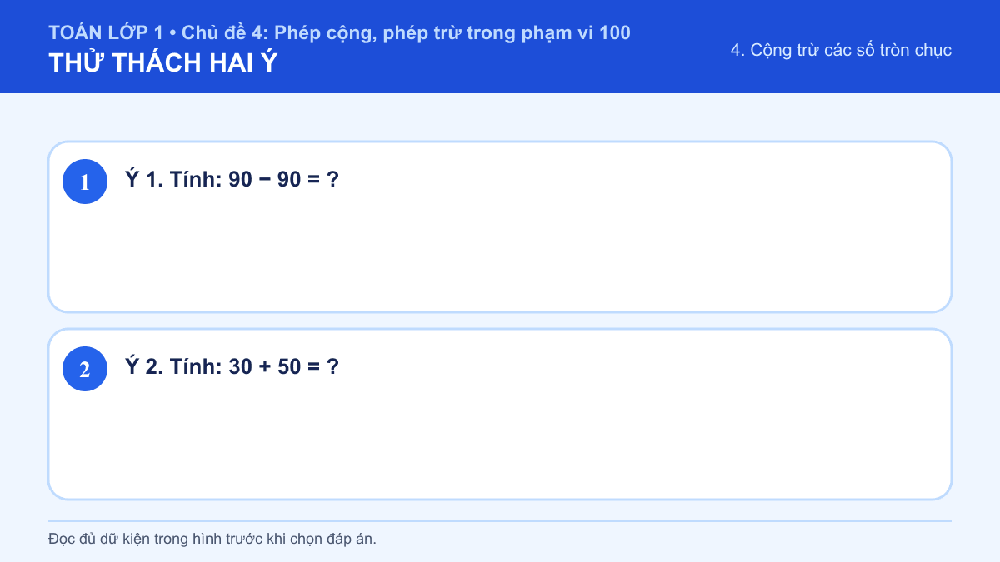 TOÁN LỚP 1 • Chủ đề 4: Phép cộng, phép trừ trong phạm vi 100
THỬ THÁCH HAI Ý
4. Cộng trừ các số tròn chục
1
Ý 1. Tính: 90 − 90 = ?
2
Ý 2. Tính: 30 + 50 = ?
Đọc đủ dữ kiện trong hình trước khi chọn đáp án.